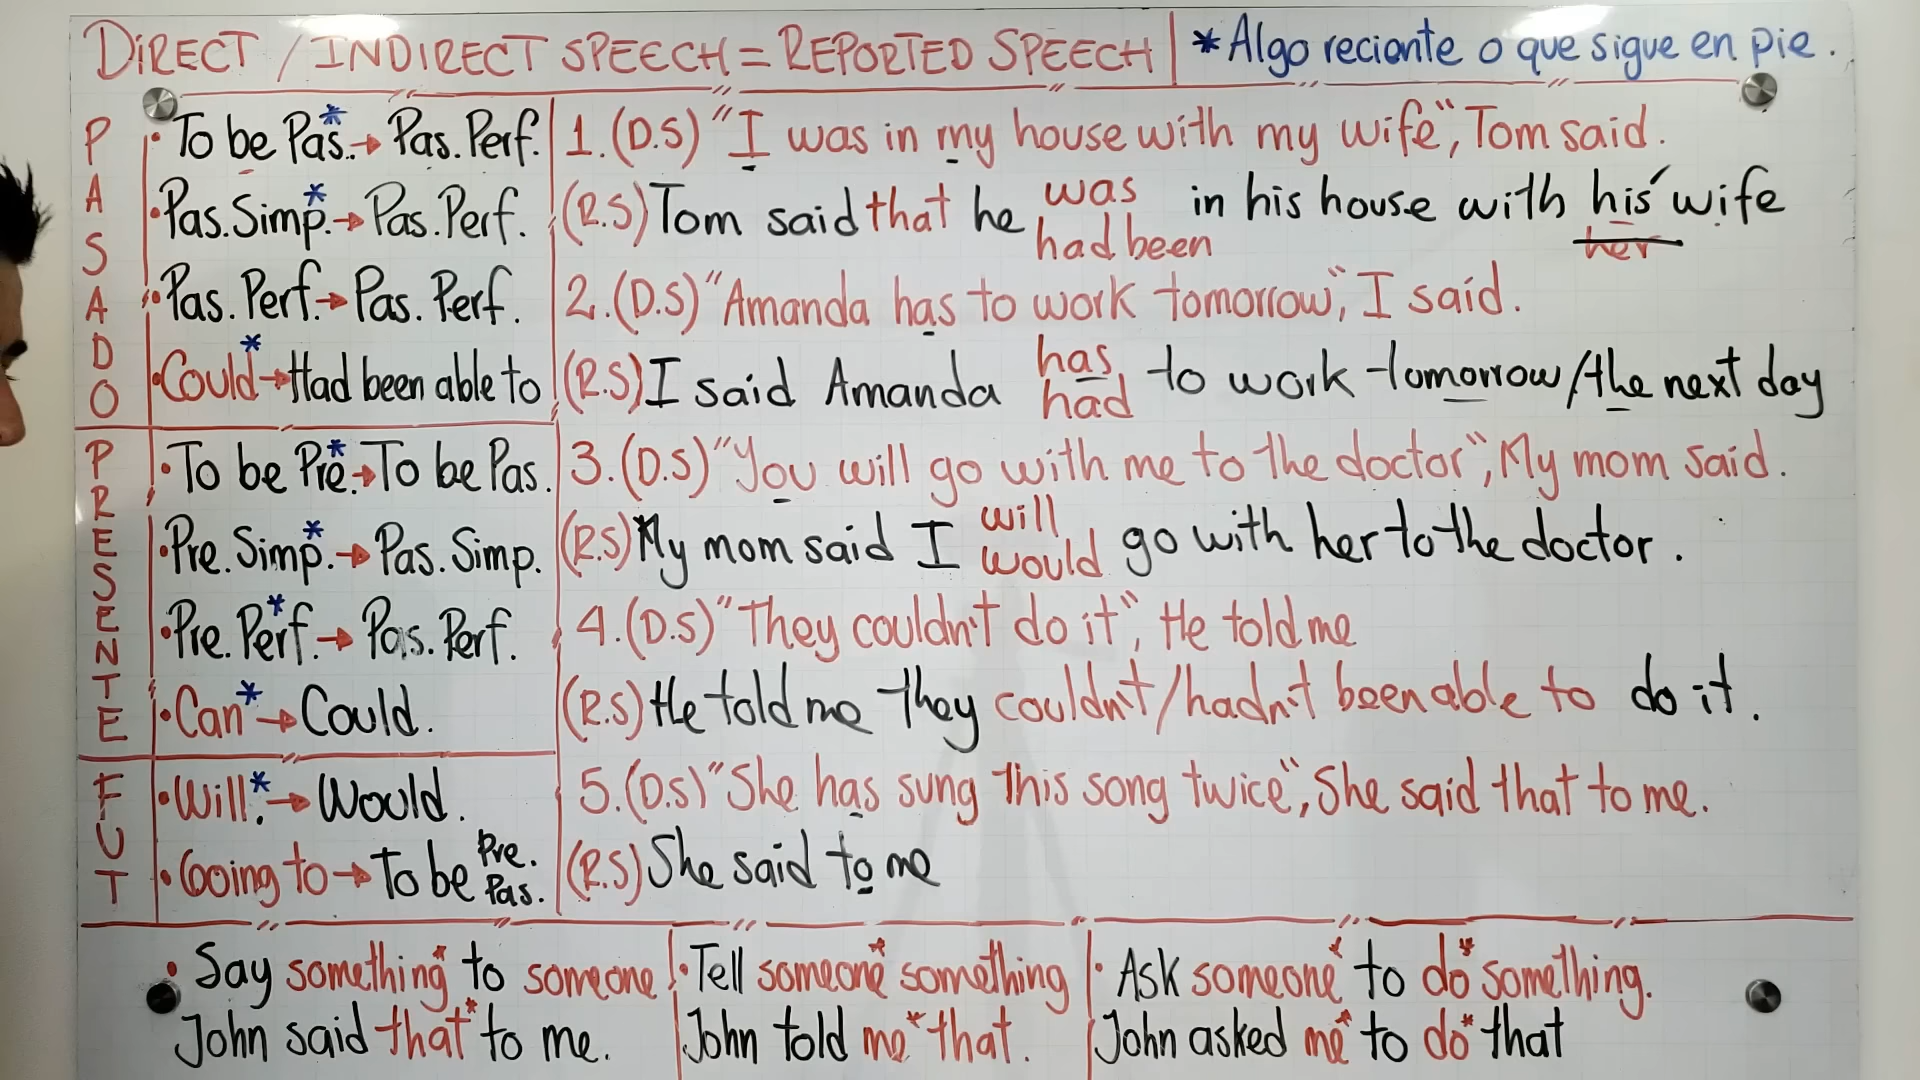 DIRECT / INDIRECT SPEECH = REPORTED SPEECH | *Algo reciente o que sigue en pie.
PASADO
• To be Pas.* → Pas. Perf.
• Pas. Simp.* → Pas. Perf.
• Pas. Perf. → Pas. Perf.
• Could* → Had been able to
PRESENTE
• To be Pre.* → To be Pas.
• Pre. Simp.* → Pas. Simp.
• Pre. Perf.* → Pas. Perf.
• Can* → Could.
FUT
• Will.* → Would.
• Going to → To be Pre. Pas.
1. (D.S) "I was in my house with my wife", Tom said.
(R.S) Tom said that he was had been in his house with his wife
her
2. (D.S) "Amanda has to work tomorrow", I said.
(R.S) I said Amanda has had to work tomorrow/the next day
3. (D.S) "You will go with me to the doctor", My mom said.
(R.S) My mom said I will would go with her to the doctor.
4. (D.S) "They couldn't do it", He told me
(R.S) He told me they couldn't/hadn't been able to do it.
5. (D.S) "She has sung this song twice", She said that to me.
(R.S) She said to me
• Say something* to someone
John said that* to me.
• Tell someone* something
John told me* that.
• Ask someone* to do* something.
John asked me* to do* that